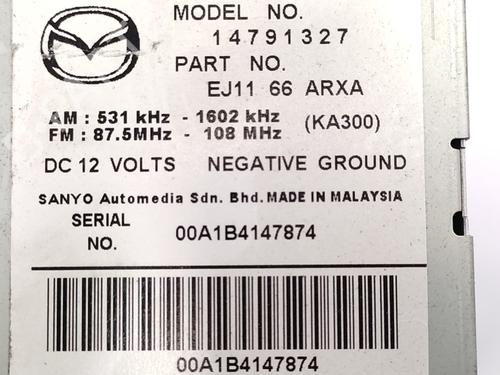 MODEL NO.
14791327
PART NO.
EJ11 66 ARXA
AM : 531 kHz - 1602 kHz
FM : 87.5MHz - 108 MHz
(KA300)
DC 12 VOLTS NEGATIVE GROUND
SANYO Automedia Sdn. Bhd. MADE IN MALAYSIA
SERIAL
NO.
00A1B4147874
00A1B4147874